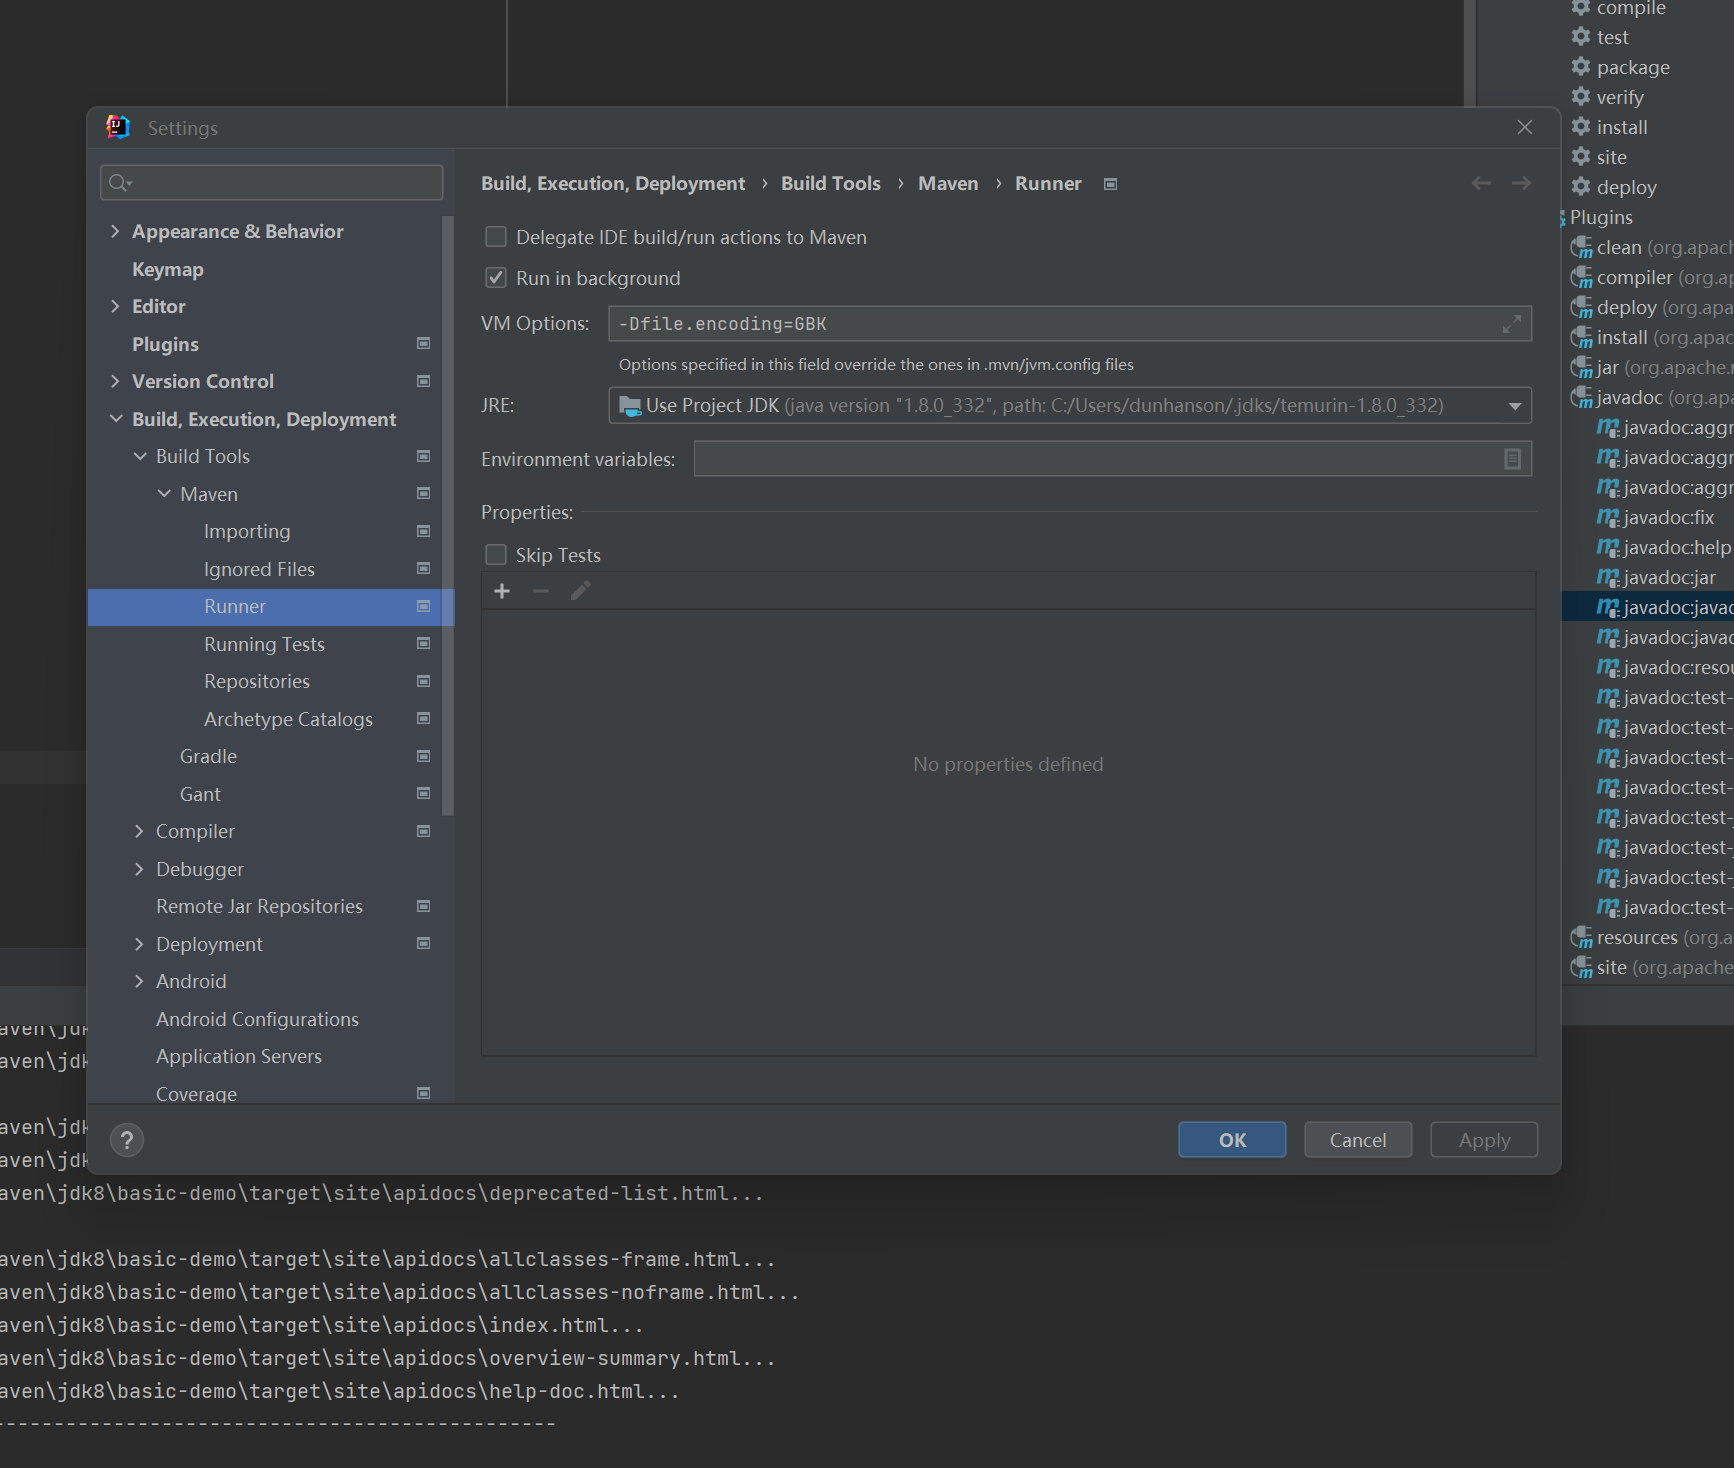 Settings
Appearance & Behavior
Keymap
Editor
Plugins
Version Control
Build, Execution, Deployment
Build Tools
Maven
Importing
Ignored Files
Runner
Running Tests
Repositories
Archetype Catalogs
Gradle
Gant
Compiler
Debugger
Remote Jar Repositories
Deployment
Android
Android Configurations
Application Servers
Coverage
Build, Execution, Deployment › Build Tools › Maven › Runner
Delegate IDE build/run actions to Maven
Run in background
VM Options: -Dfile.encoding=GBK
Options specified in this field override the ones in .mvn/jvm.config files
JRE: Use Project JDK (java version "1.8.0_332", path: C:/Users/dunhanson/.jdks/temurin-1.8.0_332)
Environment variables:
Properties:
Skip Tests
No properties defined
?
OK
Cancel
Apply
compile
test
package
verify
install
site
deploy
Plugins
clean (org.apach
compiler (org.ap
deploy (org.apa
install (org.apac
jar (org.apache.
javadoc (org.apa
javadoc:aggr
javadoc:aggr
javadoc:aggr
javadoc:fix
javadoc:help
javadoc:jar
javadoc:javad
javadoc:javad
javadoc:resou
javadoc:test-
javadoc:test-
javadoc:test-
javadoc:test-
javadoc:test-
javadoc:test-
javadoc:test-
javadoc:test-
resources (org.a
site (org.apache
aven\jdk
aven\jdk
aven\jdk
aven\jdk
aven\jdk8\basic-demo\target\site\apidocs\deprecated-list.html...
aven\jdk8\basic-demo\target\site\apidocs\allclasses-frame.html...
aven\jdk8\basic-demo\target\site\apidocs\allclasses-noframe.html...
aven\jdk8\basic-demo\target\site\apidocs\index.html...
aven\jdk8\basic-demo\target\site\apidocs\overview-summary.html...
aven\jdk8\basic-demo\target\site\apidocs\help-doc.html...
-----------------------------------------------